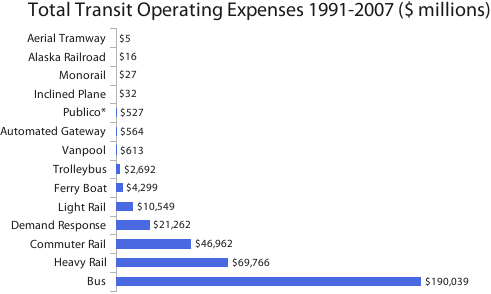 Total Transit Operating Expenses 1991-2007 ($ millions)
Aerial Tramway $5
Alaska Railroad $16
Monorail $27
Inclined Plane $32
Publico* $527
Automated Gateway $564
Vanpool $613
Trolleybus $2,692
Ferry Boat $4,299
Light Rail $10,549
Demand Response $21,262
Commuter Rail $46,962
Heavy Rail $69,766
Bus $190,039